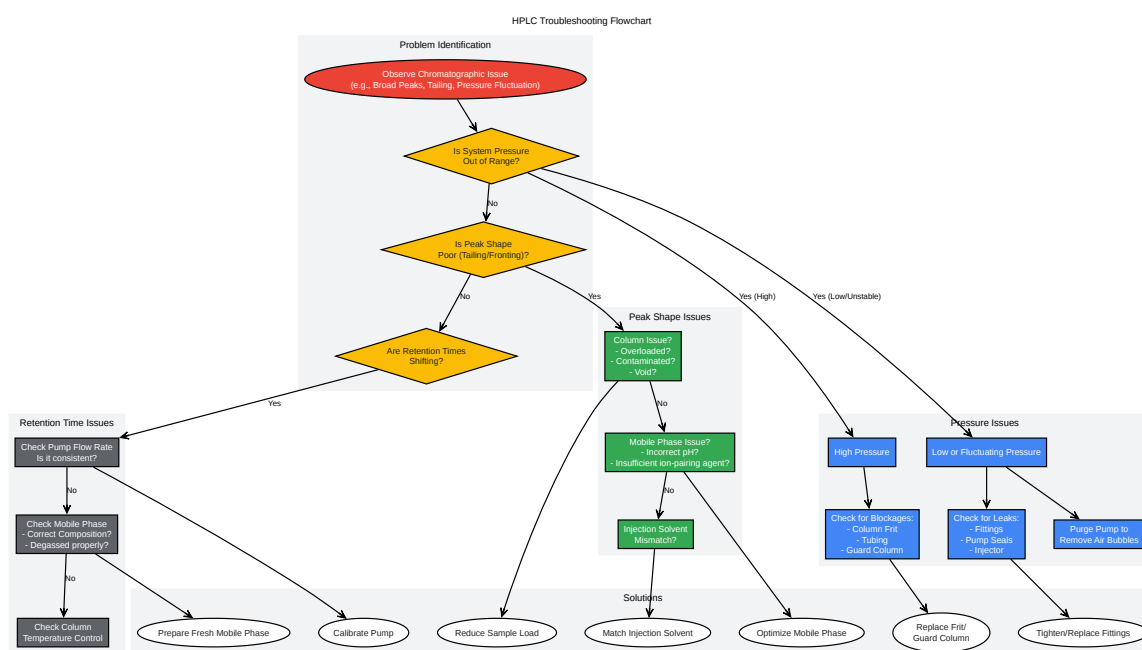 HPLC Troubleshooting Flowchart
Problem Identification
Observe Chromatographic Issue
(e.g., Broad Peaks, Tailing, Pressure Fluctuation)
Is System Pressure
Out of Range?
No
Is Peak Shape
Poor (Tailing/Fronting)?
No
Yes
Yes (High)
Yes (Low/Unstable)
Are Retention Times
Shifting?
Yes
Peak Shape Issues
Column Issue?
- Overloaded?
- Contaminated?
- Void?
No
Mobile Phase Issue?
- Incorrect pH?
- Insufficient ion-pairing agent?
No
Injection Solvent
Mismatch?
Retention Time Issues
Check Pump Flow Rate
Is it consistent?
No
Check Mobile Phase
- Correct Composition?
- Degassed properly?
No
Check Column
Temperature Control
Pressure Issues
High Pressure
Low or Fluctuating Pressure
Check for Blockages:
- Column Frit
- Tubing
- Guard Column
Check for Leaks:
- Fittings
- Pump Seals
- Injector
Purge Pump to
Remove Air Bubbles
Solutions
Prepare Fresh Mobile Phase
Calibrate Pump
Reduce Sample Load
Match Injection Solvent
Optimize Mobile Phase
Replace Frit/
Guard Column
Tighten/Replace Fittings